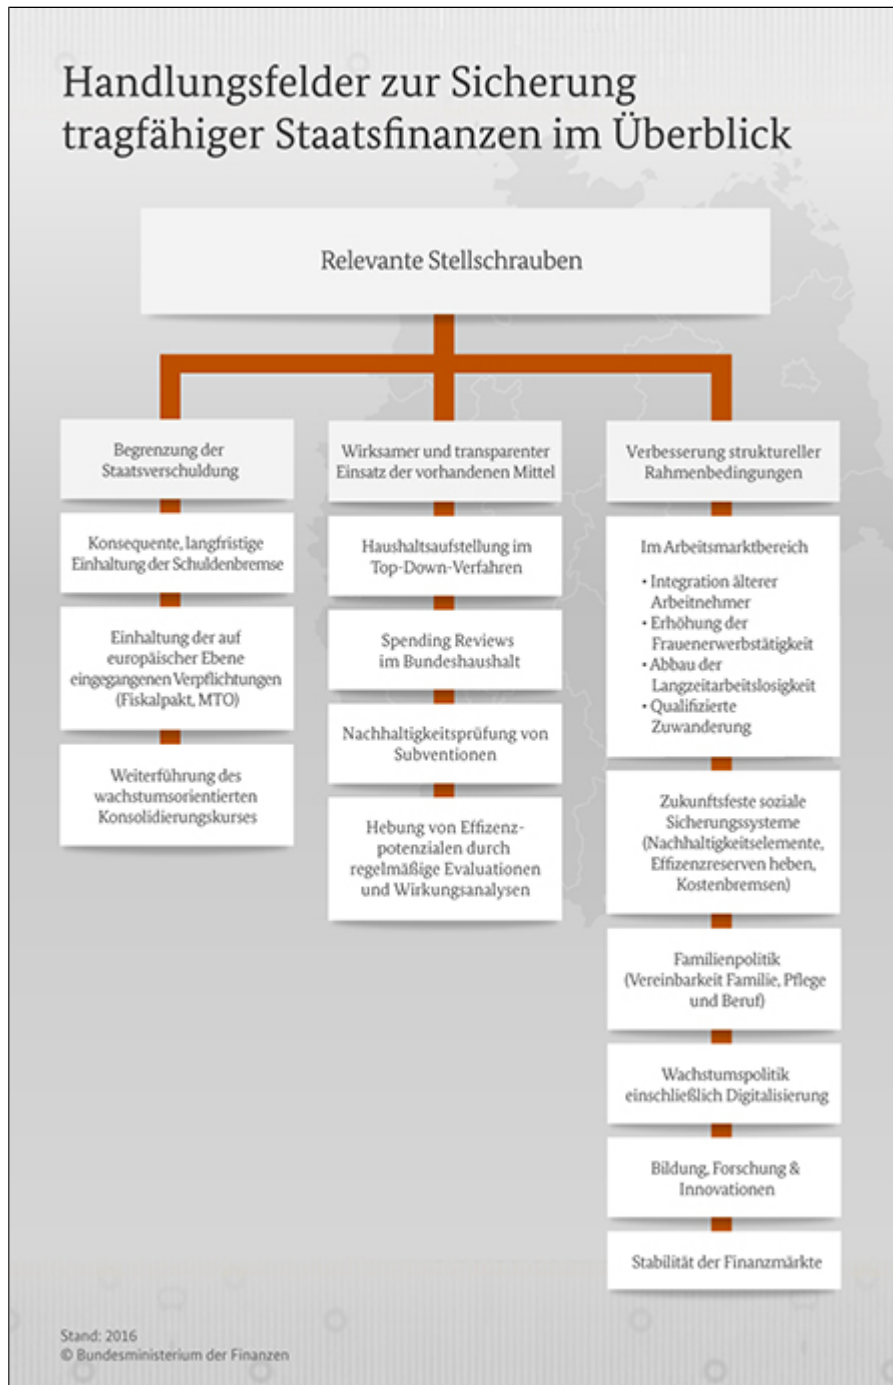 Handlungsfelder zur Sicherung
tragfähiger Staatsfinanzen im Überblick
Relevante Stellschrauben
Begrenzung der
Staatsverschuldung
Konsequente, langfristige
Einhaltung der Schuldenbremse
Einhaltung der auf
europäischer Ebene
eingegangenen Verpflichtungen
(Fiskalpakt, MTO)
Weiterführung des
wachstumsorientierten
Konsolidierungskurses
Wirksamer und transparenter
Einsatz der vorhandenen Mittel
Haushaltsaufstellung im
Top-Down-Verfahren
Spending Reviews
im Bundeshaushalt
Nachhaltigkeitsprüfung von
Subventionen
Hebung von Effizenz-
potenzialen durch
regelmäßige Evaluationen
und Wirkungsanalysen
Verbesserung struktureller
Rahmenbedingungen
Im Arbeitsmarktbereich
• Integration älterer
Arbeitnehmer
• Erhöhung der
Frauenerwerbstätigkeit
• Abbau der
Langzeitarbeitslosigkeit
• Qualifizierte
Zuwanderung
Zukunftsfeste soziale
Sicherungssysteme
(Nachhaltigkeitselemente,
Effizenzreserven heben,
Kostenbremsen)
Familienpolitik
(Vereinbarkeit Familie, Pflege
und Beruf)
Wachstumspolitik
einschließlich Digitalisierung
Bildung, Forschung &
Innovationen
Stabilität der Finanzmärkte
Stand: 2016
© Bundesministerium der Finanzen